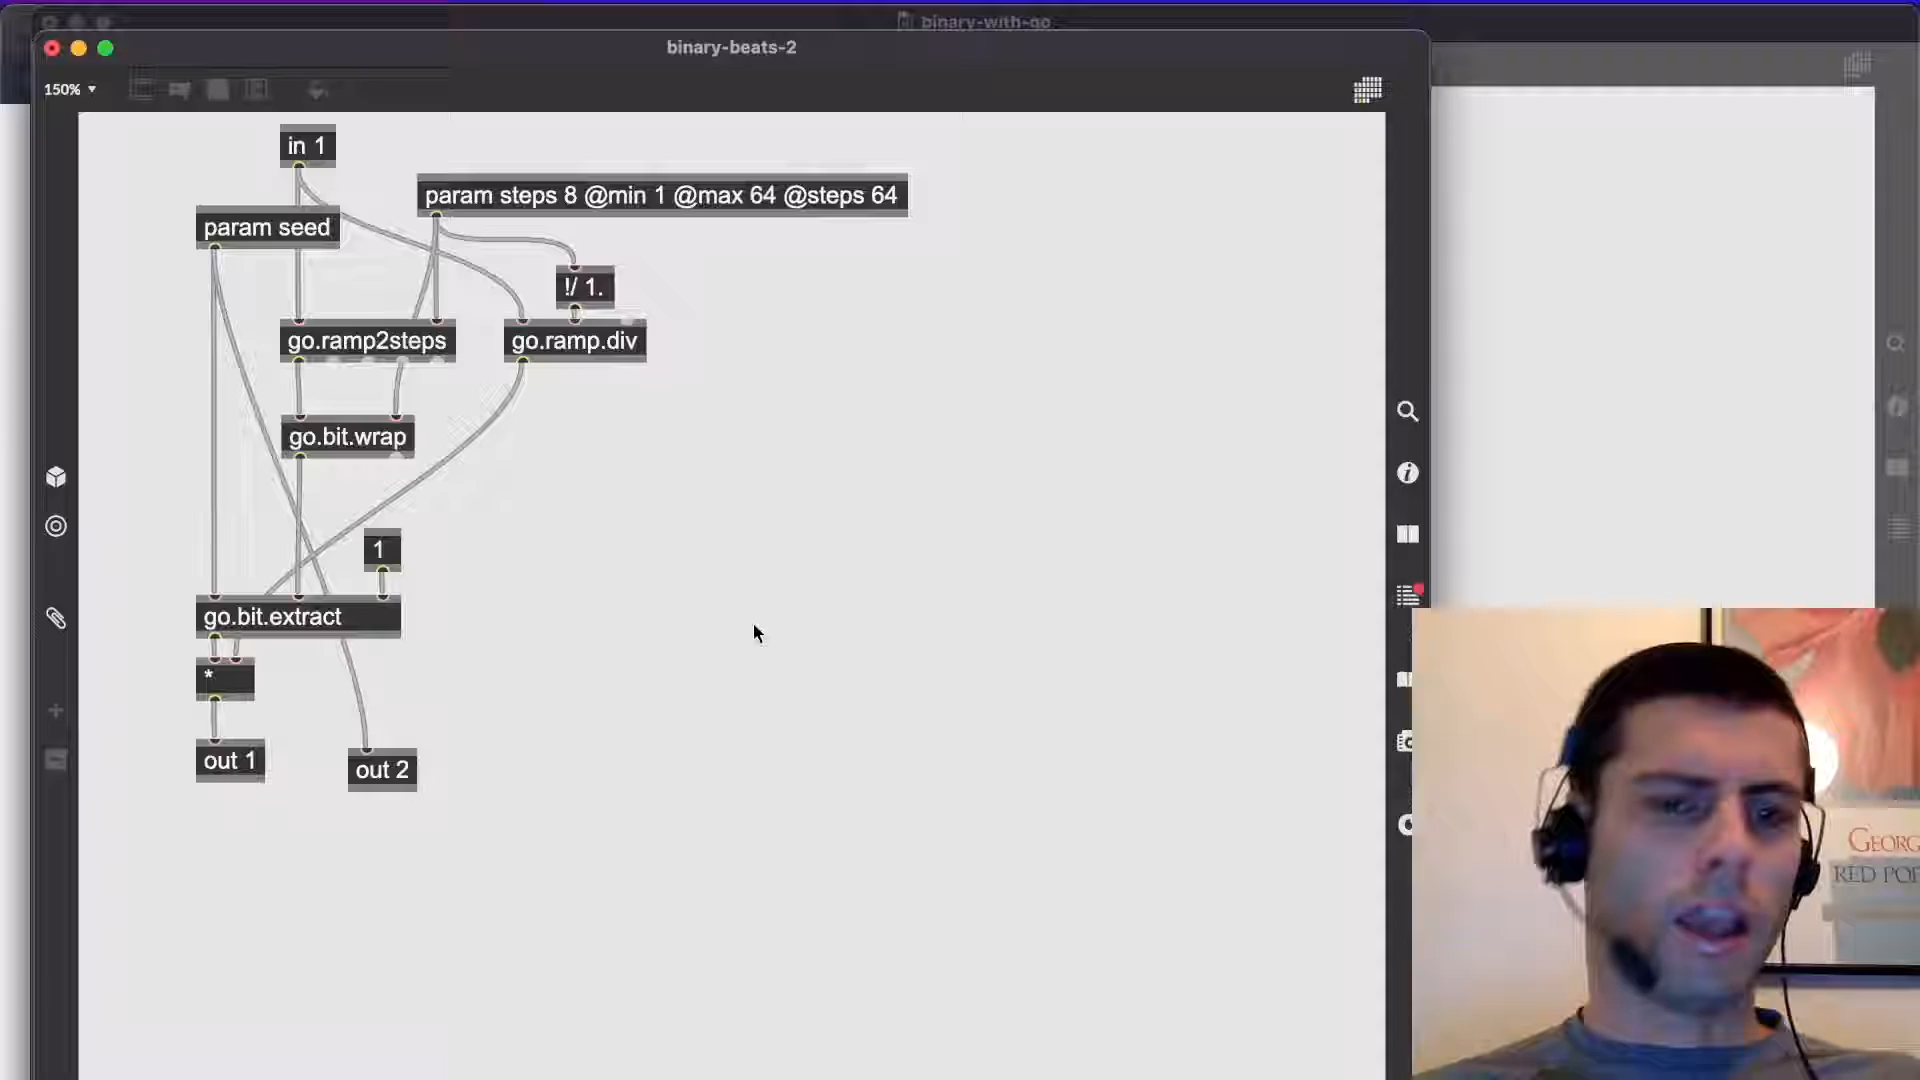 binary-with-go
binary-beats-2
150%
in 1
param steps 8 @min 1 @max 64 @steps 64
param seed
!/ 1.
go.ramp2steps
go.ramp.div
go.bit.wrap
1
go.bit.extract
*
out 1
out 2
GEORG
RED POP